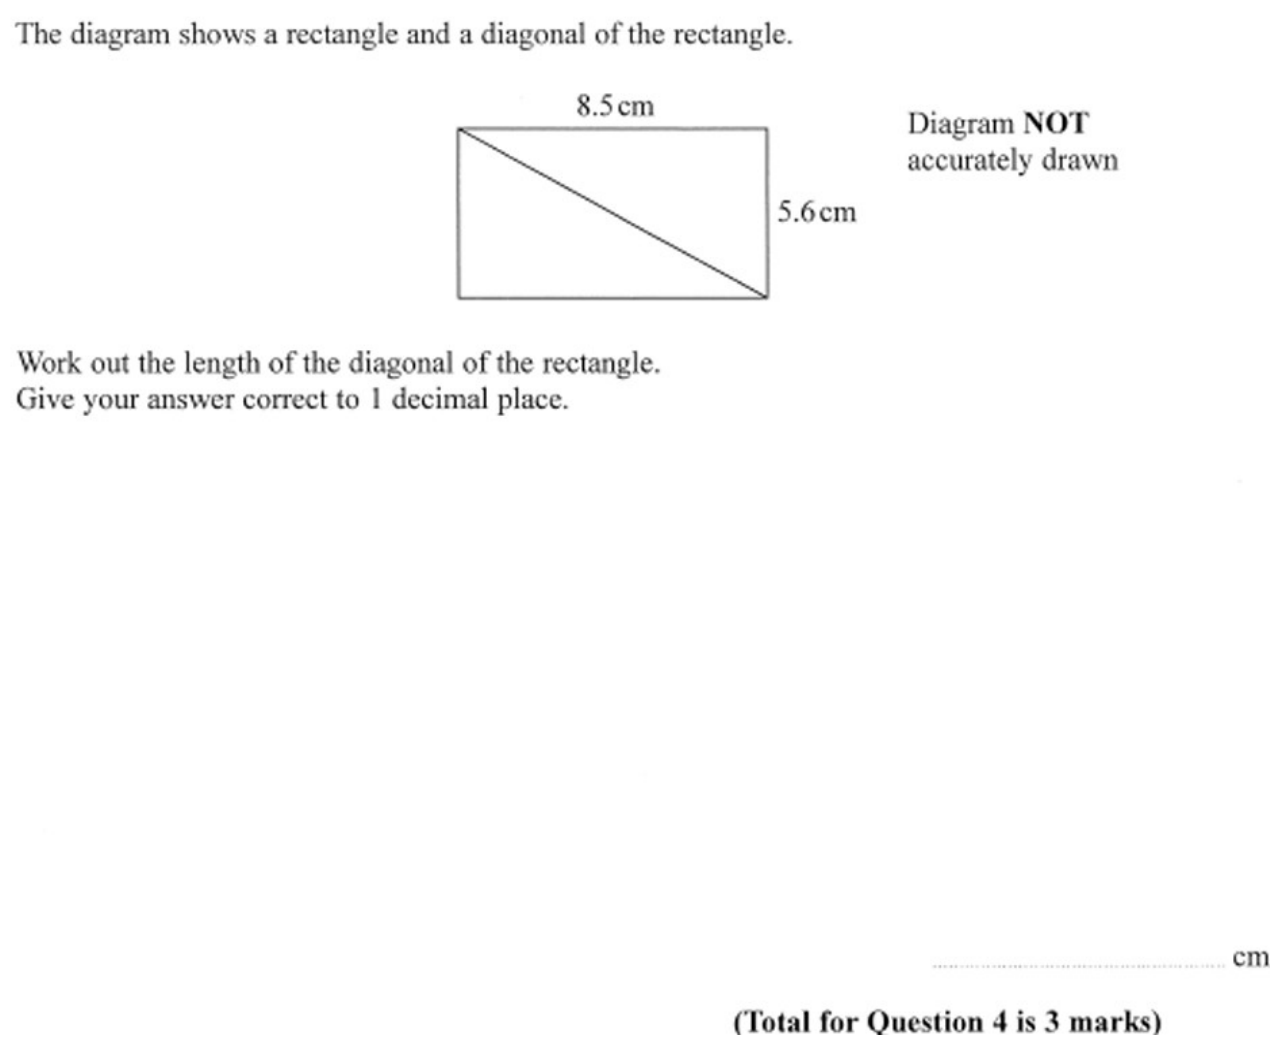 The diagram shows a rectangle and a diagonal of the rectangle.
8.5 cm
Diagram NOT
accurately drawn
5.6 cm
Work out the length of the diagonal of the rectangle.
Give your answer correct to 1 decimal place.
cm
(Total for Question 4 is 3 marks)